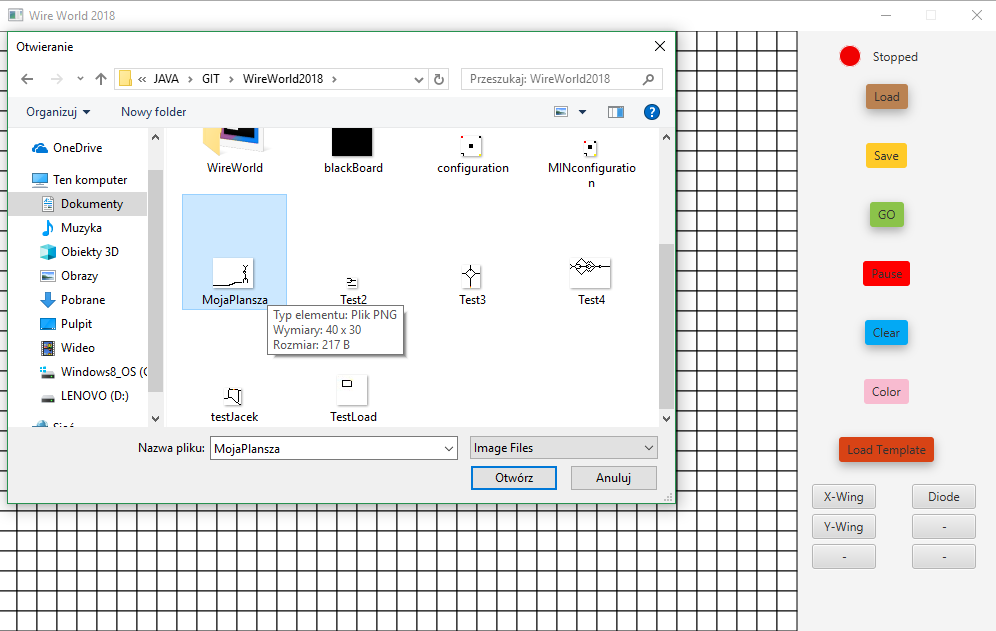 Wire World 2018
Otwieranie
« JAVA › GIT › WireWorld2018 ›
Przeszukaj: WireWorld2018
Organizuj
Nowy folder
?
OneDrive
Ten komputer
Dokumenty
Muzyka
Obiekty 3D
Obrazy
Pobrane
Pulpit
Wideo
Windows8_OS (C
LENOVO (D:)
WireWorld
blackBoard
configuration
MINconfiguratio
n
MojaPlansza
Test2
Test3
Test4
Typ elementu: Plik PNG
Wymiary: 40 x 30
Rozmiar: 217 B
testJacek
TestLoad
Nazwa pliku:
MojaPlansza
Image Files
Otwórz
Anuluj
Stopped
Load
Save
GO
Pause
Clear
Color
Load Template
X-Wing
Diode
Y-Wing
-
-
-